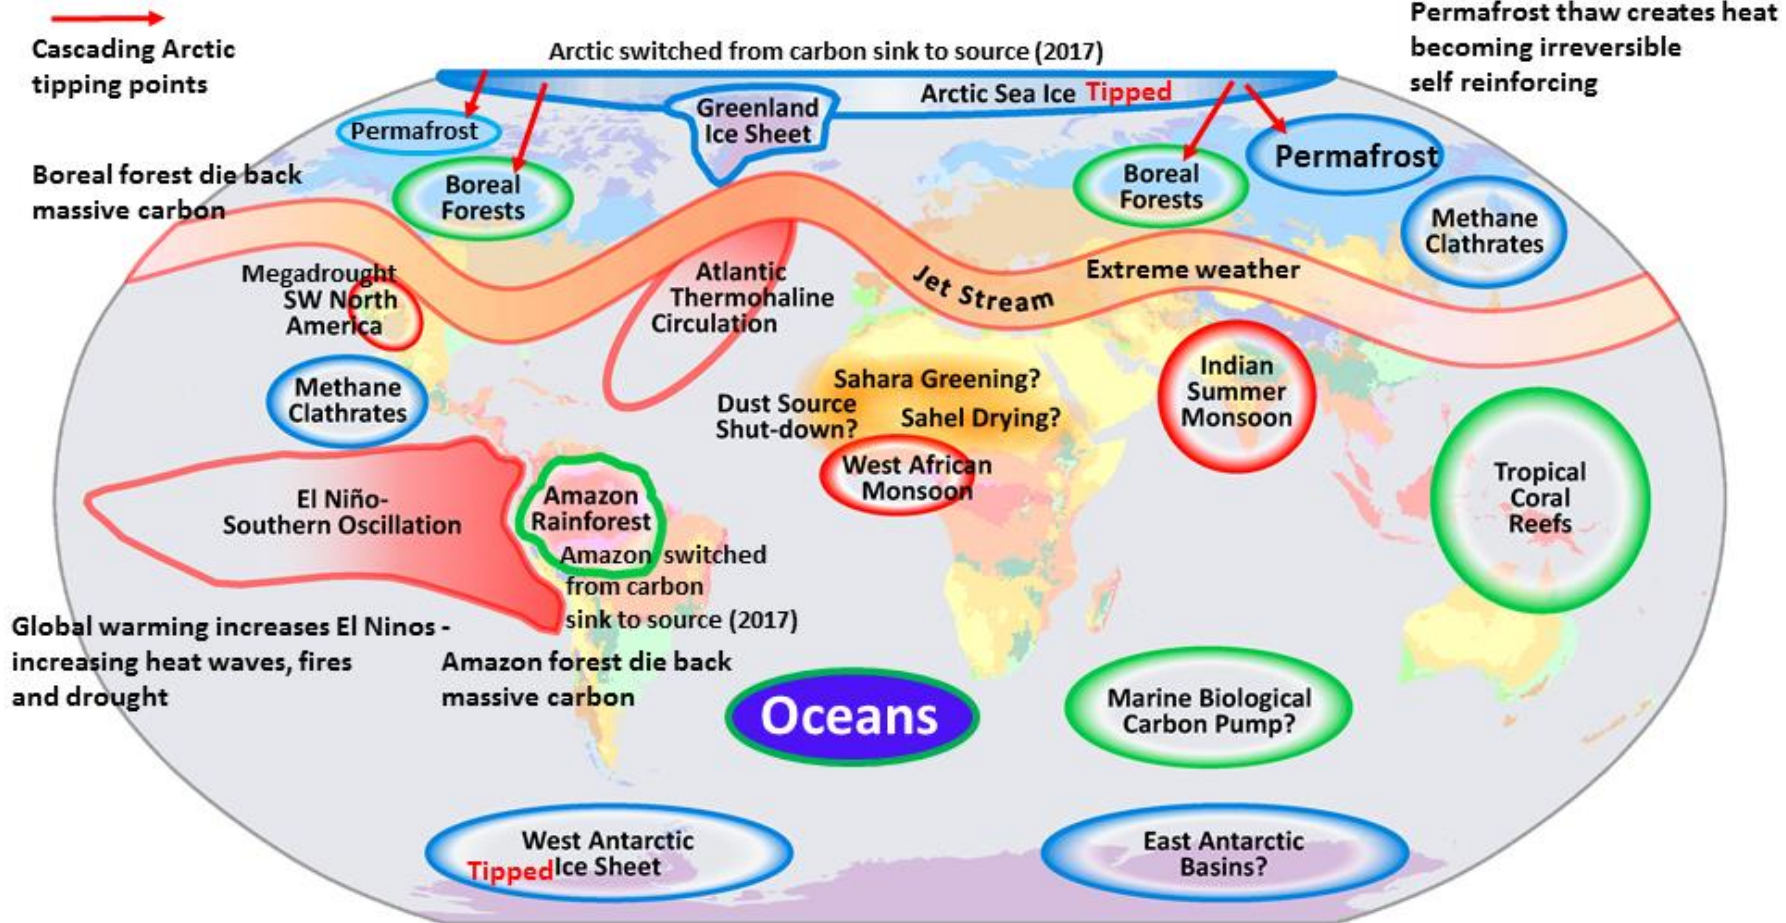 Cascading Arctic
tipping points
Arctic switched from carbon sink to source (2017)
Permafrost thaw creates heat
becoming irreversible
self reinforcing
Arctic Sea Ice Tipped
Greenland
Ice Sheet
Permafrost
Boreal
Forests
Boreal forest die back
massive carbon
Boreal
Forests
Permafrost
Methane
Clathrates
Megadrought
SW North
America
Atlantic
Thermohaline
Circulation
Jet Stream
Extreme weather
Methane
Clathrates
Sahara Greening?
Dust Source
Shut-down?
Sahel Drying?
West African
Monsoon
Indian
Summer
Monsoon
Tropical
Coral
Reefs
El Niño-
Southern Oscillation
Amazon
Rainforest
Amazon switched
from carbon
sink to source (2017)
Global warming increases El Ninos -
increasing heat waves, fires
and drought
Amazon forest die back
massive carbon
Oceans
Marine Biological
Carbon Pump?
West Antarctic
Tipped Ice Sheet
East Antarctic
Basins?